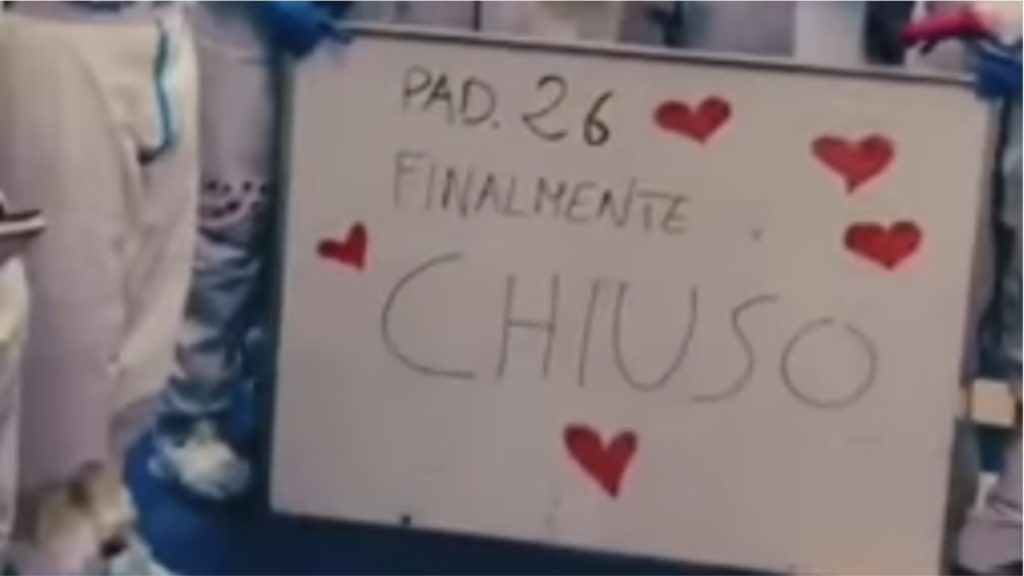 PAD. 26
FINALMENTE
CHIUSO